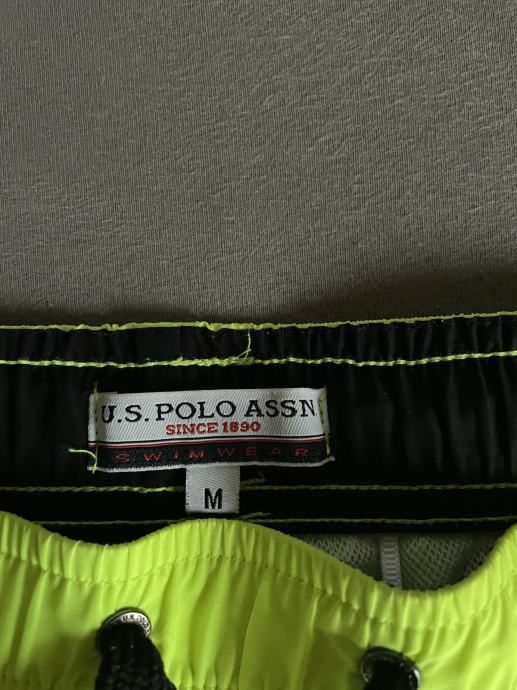 U.S. POLO ASSN
SINCE 1890
SWIMWEAR
M